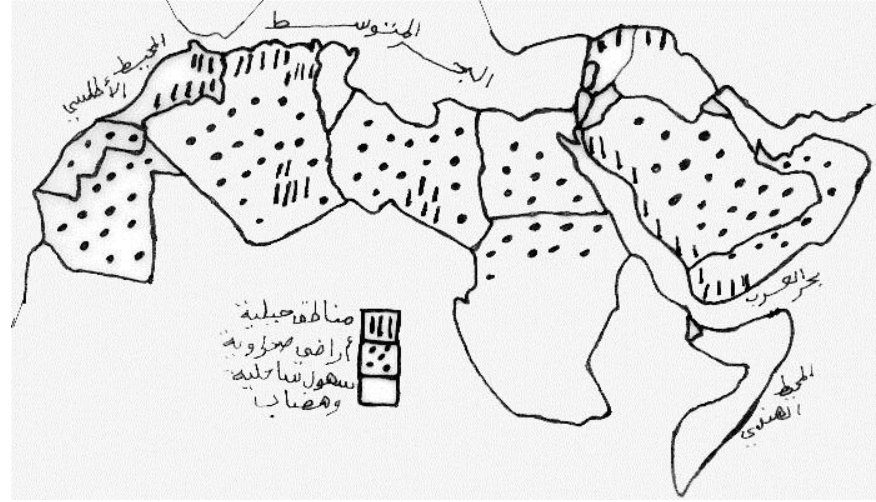 البحر المتوسط
المحيط
الأطلسي
بحر العرب
المحيط
الهندي
مناطق جبلية
أراضي صحراوية
سهول ساحلية
وهضاب